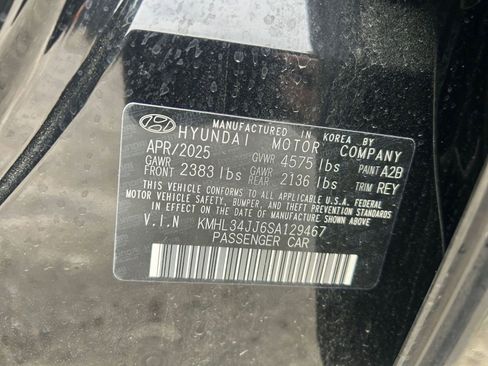 MANUFACTURED IN KOREA BY
HYUNDAI MOTOR COMPANY
APR/2025 GVWR 4575 lbs PAINT A2B
GAWR FRONT 2383 lbs GAWR REAR 2136 lbs TRIM REY
THIS VEHICLE CONFORMS TO ALL APPLICABLE U.S. FEDERAL
MOTOR VEHICLE SAFETY, BUMPER, AND THEFT PREVENTION STANDARDS
IN EFFECT ON THE DATE OF MANUFACTURE SHOWN ABOVE
V.I.N KMHL34JJ6SA129467
PASSENGER CAR